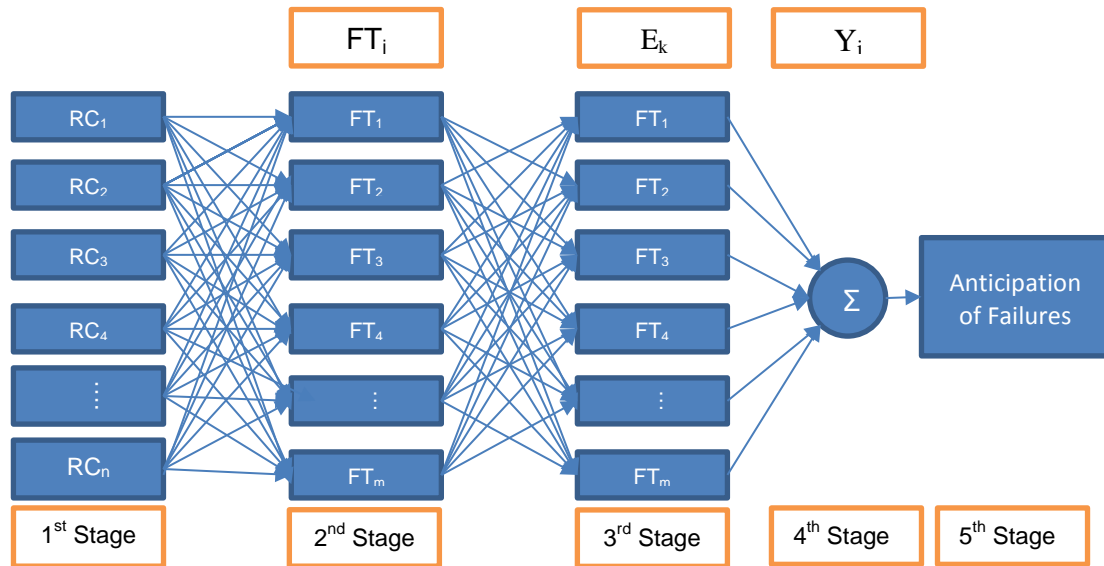 FTⱼ
Eₖ
Yᵢ
RC₁
FT₁
FT₁
RC₂
FT₂
FT₂
RC₃
FT₃
FT₃
RC₄
FT₄
FT₄
Σ
Anticipation
of Failures
⋮
⋮
⋮
RCₙ
FTₘ
FTₘ
1ˢᵗ Stage
2ⁿᵈ Stage
3ʳᵈ Stage
4ᵗʰ Stage
5ᵗʰ Stage